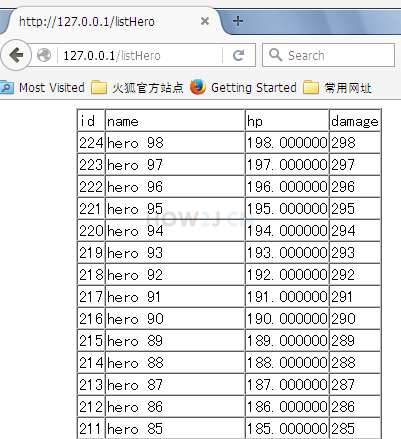 http://127.0.0.1/listHero
127.0.0.1/listHero
Search
Most Visited 火狐官方站点 Getting Started 常用网址
id name hp damage
224 hero 98 198.000000 298
223 hero 97 197.000000 297
222 hero 96 196.000000 296
221 hero 95 195.000000 295
220 hero 94 194.000000 294
219 hero 93 193.000000 293
218 hero 92 192.000000 292
217 hero 91 191.000000 291
216 hero 90 190.000000 290
215 hero 89 189.000000 289
214 hero 88 188.000000 288
213 hero 87 187.000000 287
212 hero 86 186.000000 286
211 hero 85 185.000000 285
HOW2J.CN